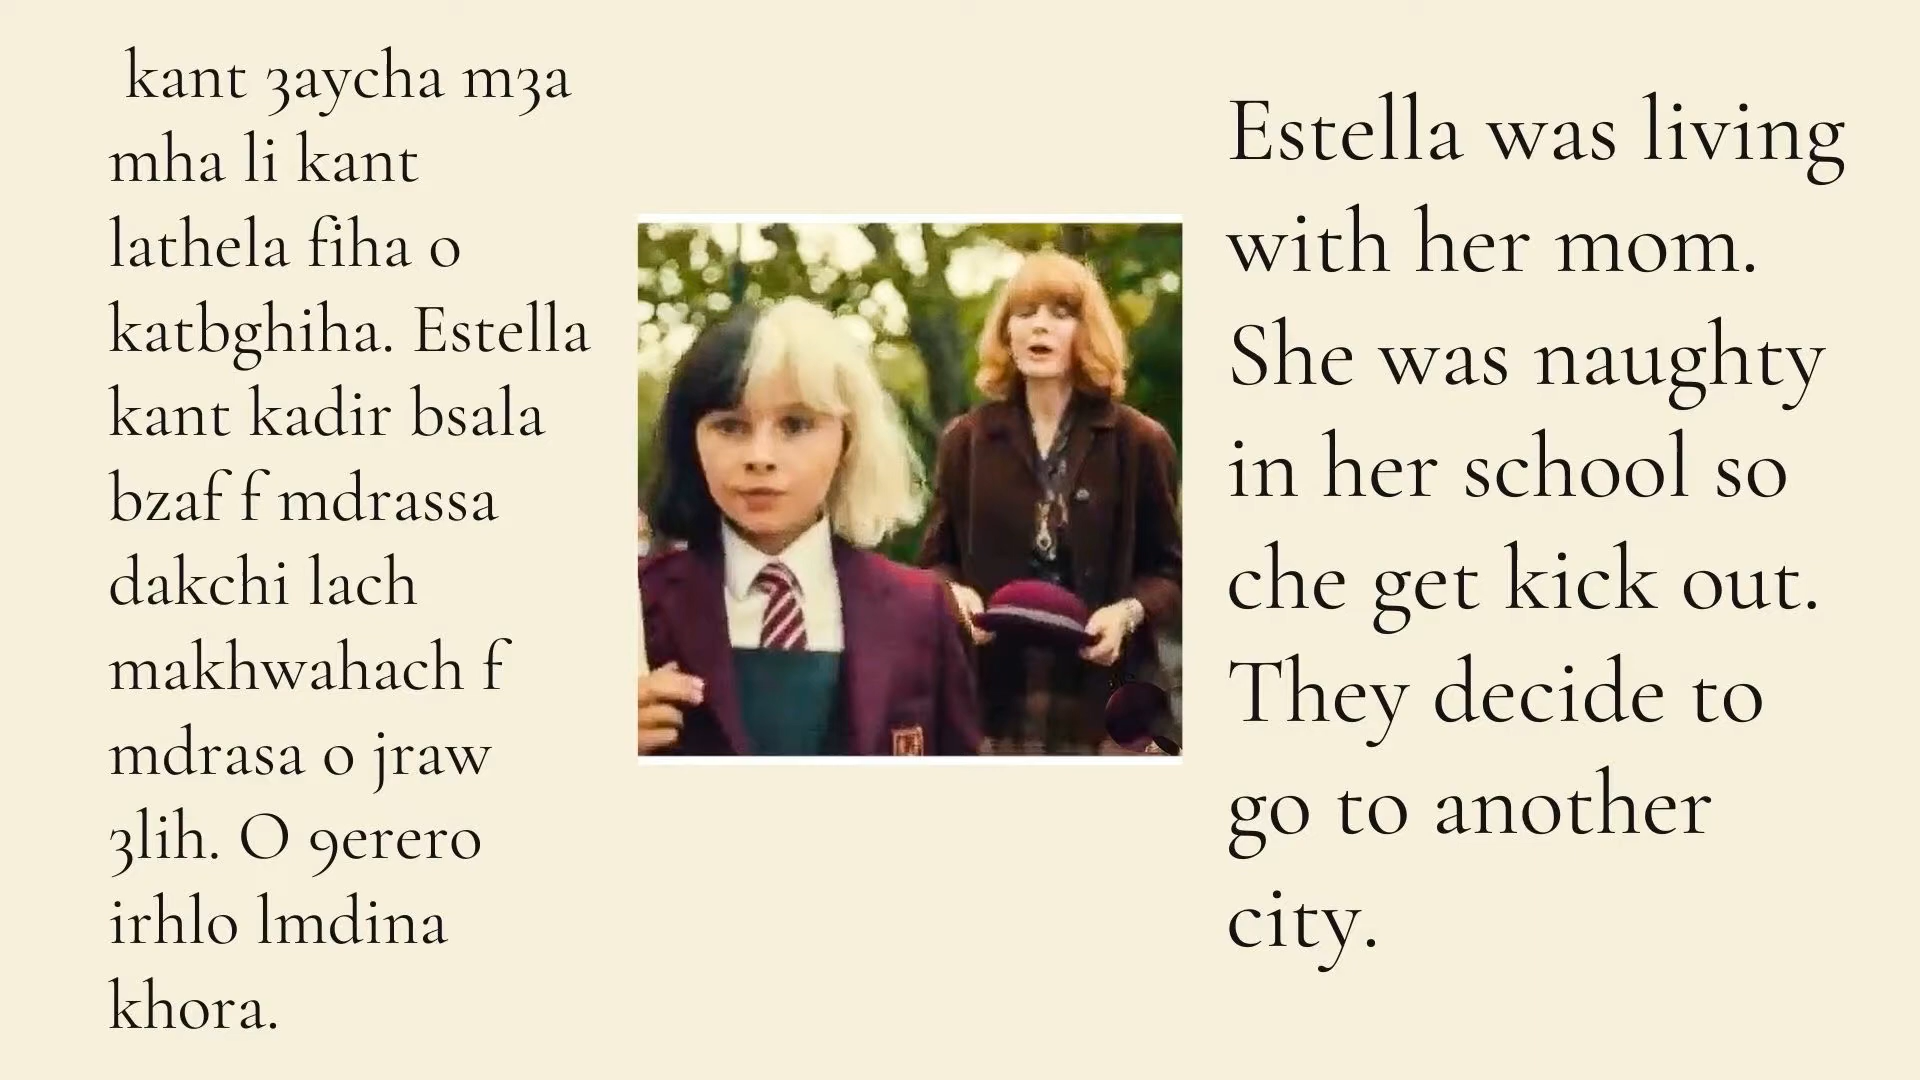 kant 3aycha m3a
mha li kant
lathela fiha o
katbghiha. Estella
kant kadir bsala
bzaf f mdrassa
dakchi lach
makhwahach f
mdrasa o jraw
3lih. O 9erero
irhlo lmdina
khora.
Estella was living
with her mom.
She was naughty
in her school so
che get kick out.
They decide to
go to another
city.